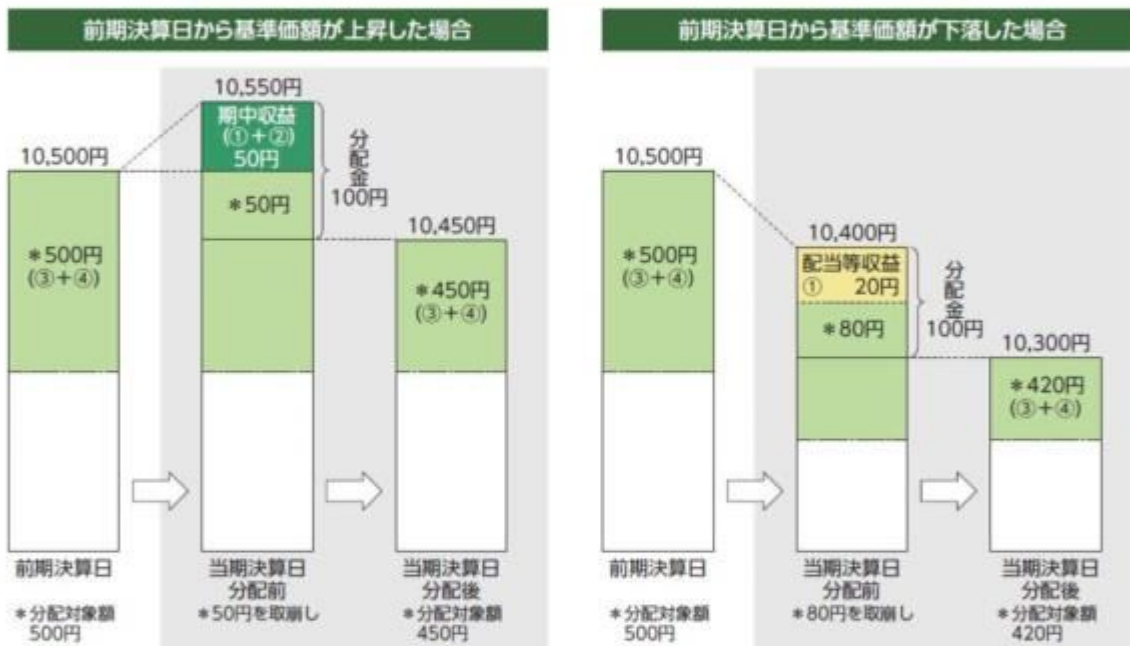 前期決算日から基準価額が上昇した場合
10,550円
期中収益
(①+②)
50円
分配金
100円
10,500円
*50円
10,450円
*500円
(③+④)
*450円
(③+④)
前期決算日
当期決算日
分配前
当期決算日
分配後
*分配対象額
500円
*50円を取崩し
*分配対象額
450円
前期決算日から基準価額が下落した場合
10,500円
10,400円
*500円
(③+④)
配当等収益
① 20円
分配金
100円
*80円
10,300円
*420円
(③+④)
前期決算日
当期決算日
分配前
当期決算日
分配後
*分配対象額
500円
*80円を取崩し
*分配対象額
420円